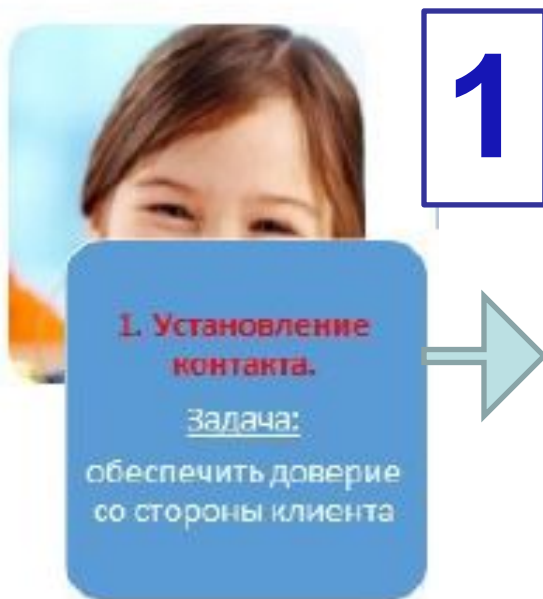 1
1. Установление
контакта.
Задача:
обеспечить доверие
со стороны клиента